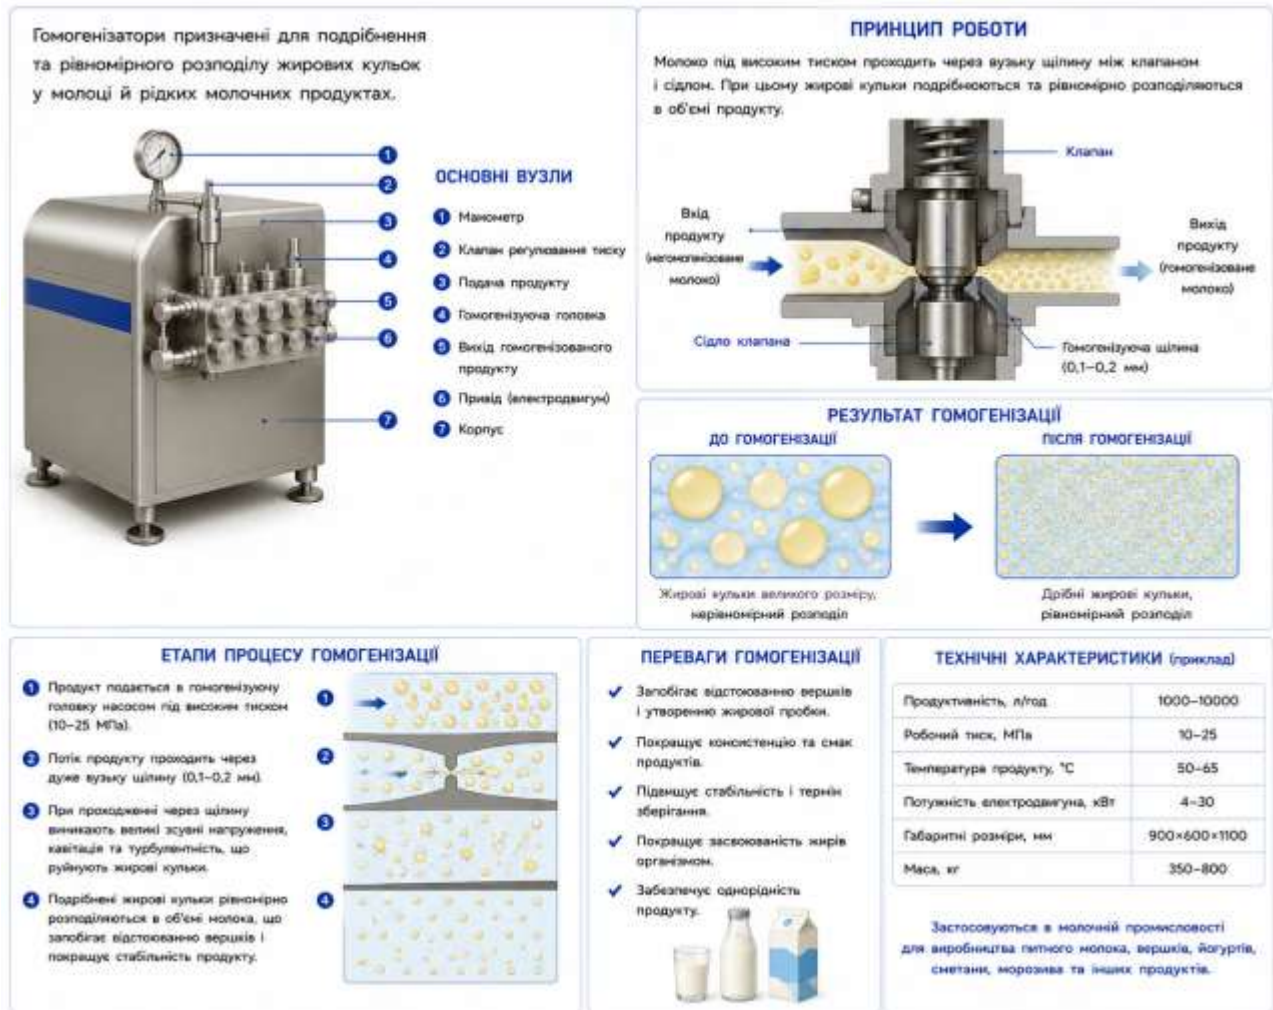 Гомогенізатори призначені для подрібнення
та рівномірного розподілу жирових кульок
у молоці й рідких молочних продуктах.
1
2
3
4
5
6
7
ОСНОВНІ ВУЗЛИ
1 Манометр
2 Клапан регулювання тиску
3 Подача продукту
4 Гомогенізуюча головка
5 Вихід гомогенізованого
продукту
6 Привід (електродвигун)
7 Корпус
ПРИНЦИП РОБОТИ
Молоко під високим тиском проходить через вузьку щілину між клапаном
і сідлом. При цьому жирові кульки подрібнюються та рівномірно розподіляються
в об'ємі продукту.
Клапан
Вхід
продукту
молоко)
Вихід
продукту
(гомогенізоване
молоко)
Сідло клапана
Гомогенізуюча щілина
(0,1–0,2 мм)
РЕЗУЛЬТАТ ГОМОГЕНІЗАЦІЇ
ДО ГОМОГЕНІЗАЦІЇ
ПІСЛЯ ГОМОГЕНІЗАЦІЇ
Жирові кульки великого розміру,
нерівномірний розподіл
Дрібні жирові кульки,
рівномірний розподіл
ЕТАПИ ПРОЦЕСУ ГОМОГЕНІЗАЦІЇ
1 Продукт подається в гомогенізуючу
головку насосом під високим тиском
(10–25 МПа).
2 Потік продукту проходить через
дуже вузьку щілину (0,1–0,2 мм).
3 При проходженні через щілину
виникають великі зсувні напруження,
кавітація та турбулентність, що
руйнують жирові кульки.
4 Подрібнені жирові кульки рівномірно
розподіляються в об'ємі молока, що
запобігає відстоюванню вершків і
покращує стабільність продукту.
1
2
3
4
ПЕРЕВАГИ ГОМОГЕНІЗАЦІЇ
✓ Запобігає відстоюванню вершків
і утворенню жирової пробки.
✓ Покращує консистенцію та смак
продуктів.
✓ Підвищує стабільність і термін
зберігання.
✓ Покращує засвоюваність жирів
організмом.
✓ Забезпечує однорідність
продукту.
ТЕХНІЧНІ ХАРАКТЕРИСТИКИ (приклад)
Продуктивність, л/год 1000–10000
Робочий тиск, МПа 10–25
Температура продукту, °С 50–65
Потужність електродвигуна, кВт 4–30
Габаритні розміри, мм 900×600×1100
Маса, кг 350–800
Застосовуються в молочній промисловості
для виробництва питного молока, вершків, йогуртів,
сметани, морозива та інших продуктів.